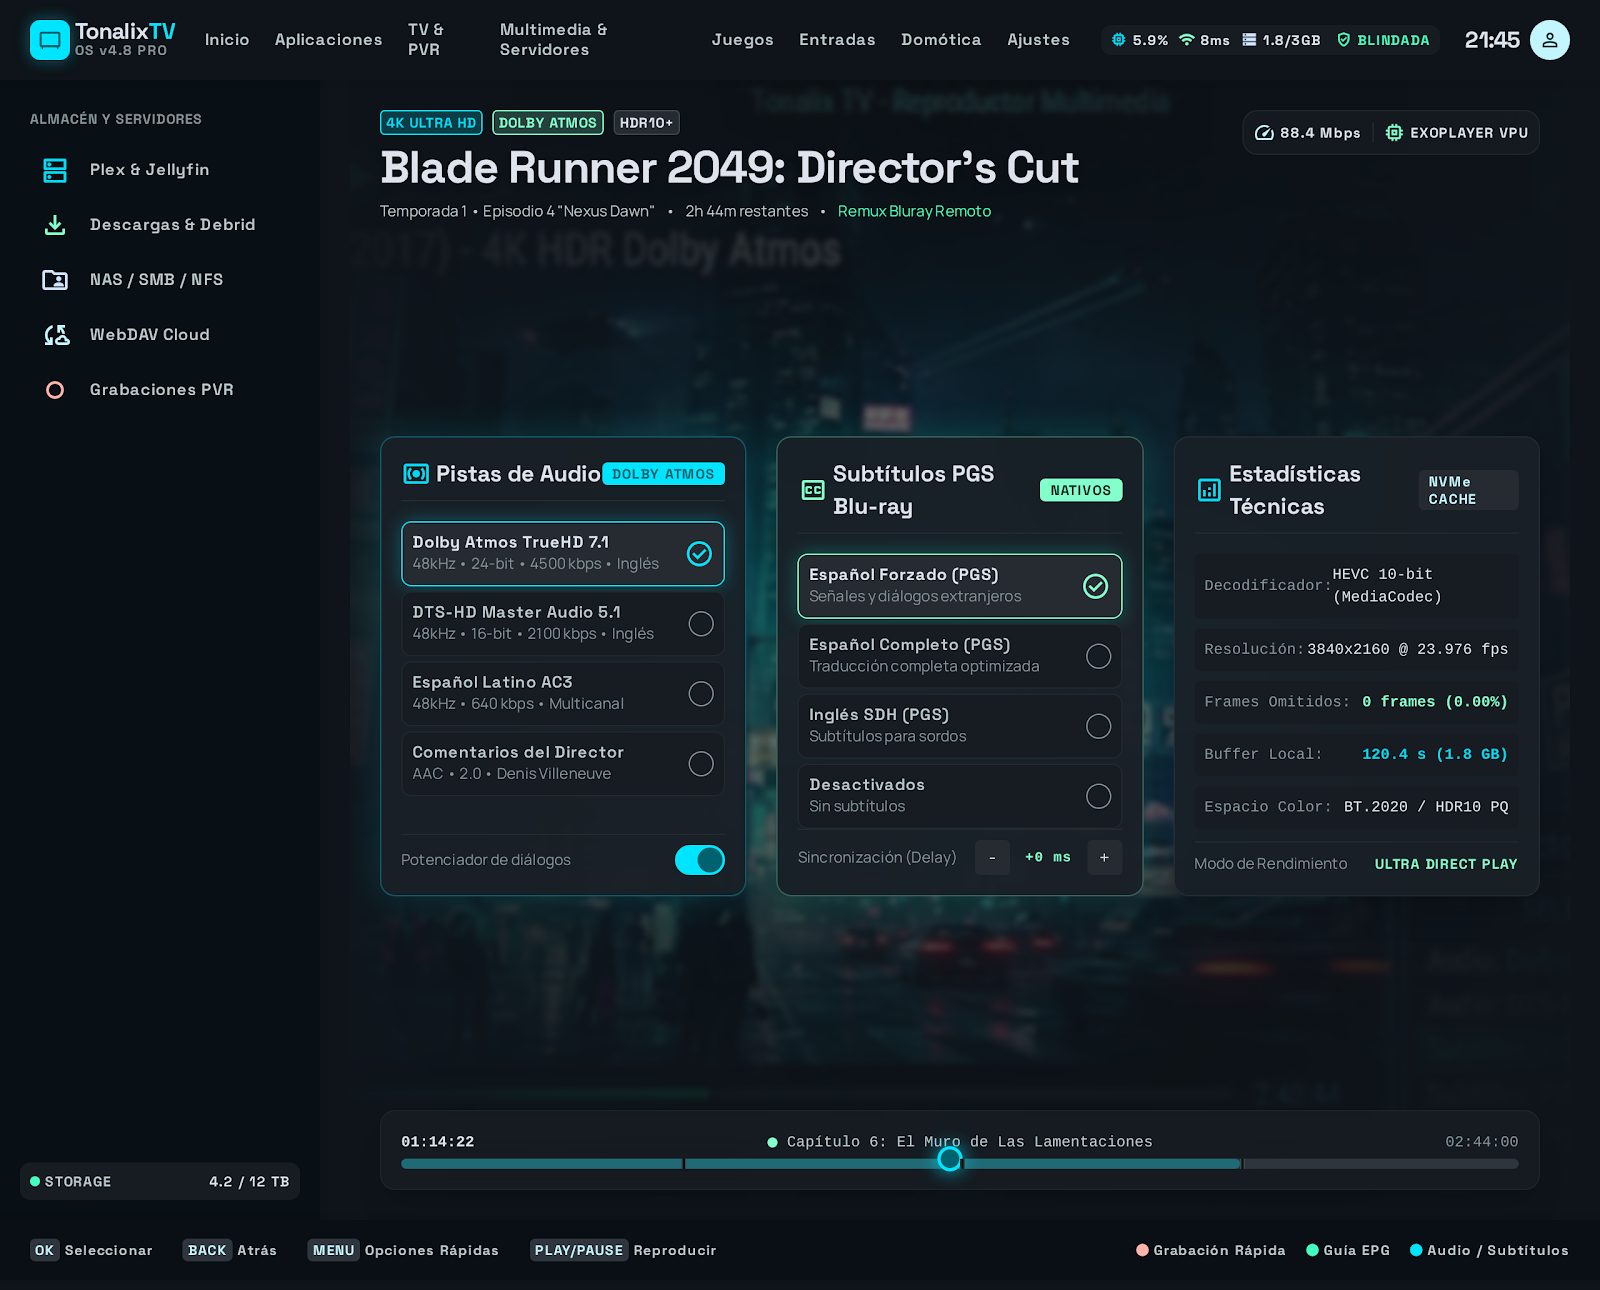 TonalixTV
OS v4.8 PRO
Inicio
Aplicaciones
TV &
PVR
Multimedia &
Servidores
Juegos
Entradas
Domótica
Ajustes
5.9%
8ms
1.8/3GB
BLINDADA
21:45
ALMACÉN Y SERVIDORES
Plex & Jellyfin
Descargas & Debrid
NAS / SMB / NFS
WebDAV Cloud
Grabaciones PVR
STORAGE
4.2 / 12 TB
Tonalix TV - Reproductor Multimedia
4K ULTRA HD
DOLBY ATMOS
HDR10+
88.4 Mbps
EXOPLAYER VPU
Blade Runner 2049: Director's Cut
Temporada 1 • Episodio 4 "Nexus Dawn" • 2h 44m restantes • Remux Bluray Remoto
2017) - 4K HDR Dolby Atmos
Pistas de Audio
DOLBY ATMOS
Dolby Atmos TrueHD 7.1
48kHz • 24-bit • 4500 kbps • Inglés
DTS-HD Master Audio 5.1
48kHz • 16-bit • 2100 kbps • Inglés
Español Latino AC3
48kHz • 640 kbps • Multicanal
Comentarios del Director
AAC • 2.0 • Denis Villeneuve
Potenciador de diálogos
Subtítulos PGS
Blu-ray
NATIVOS
Español Forzado (PGS)
Señales y diálogos extranjeros
Español Completo (PGS)
Traducción completa optimizada
Inglés SDH (PGS)
Subtítulos para sordos
Desactivados
Sin subtítulos
Sincronización (Delay)
-
+0 ms
+
Estadísticas
Técnicas
NVMe
CACHE
Decodificador:
HEVC 10-bit
(MediaCodec)
Resolución:
3840x2160 @ 23.976 fps
Frames Omitidos:
0 frames (0.00%)
Buffer Local:
120.4 s (1.8 GB)
Espacio Color:
BT.2020 / HDR10 PQ
Modo de Rendimiento
ULTRA DIRECT PLAY
01:14:22
Capítulo 6: El Muro de Las Lamentaciones
02:44:00
OK Seleccionar
BACK Atrás
MENU Opciones Rápidas
PLAY/PAUSE Reproducir
Grabación Rápida
Guía EPG
Audio / Subtítulos